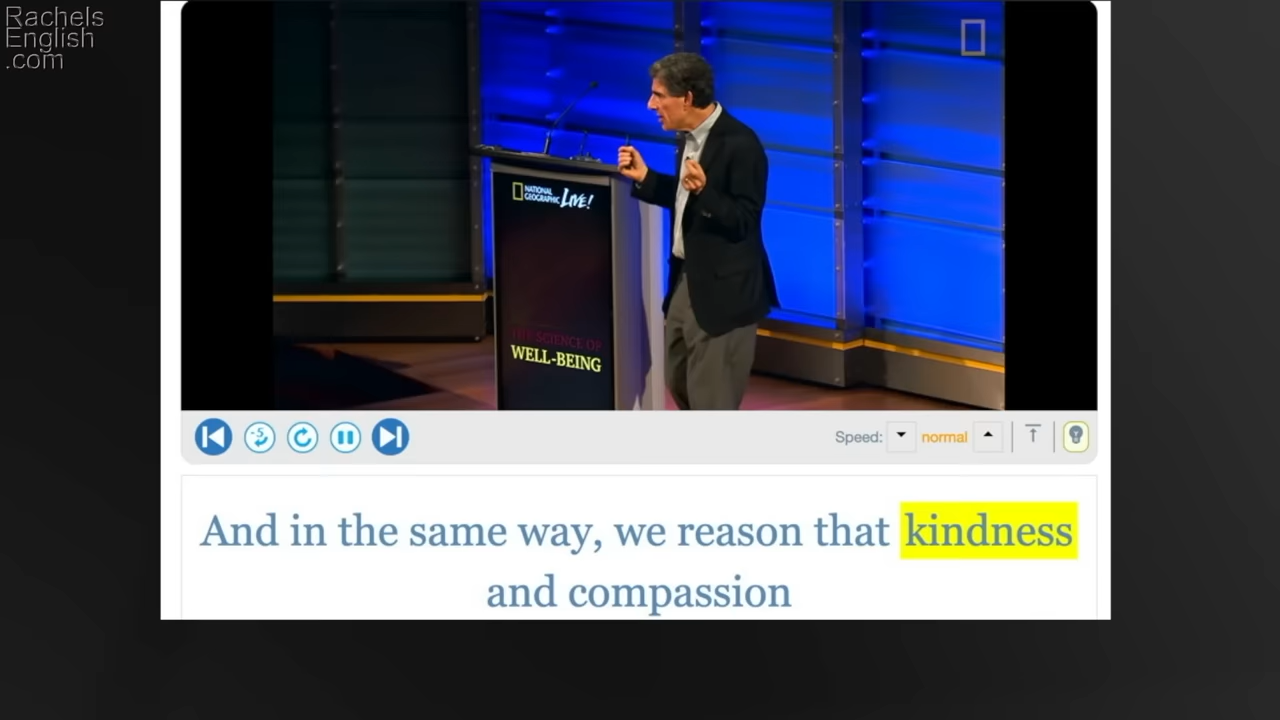 Rachels
English
.com
NATIONAL
GEOGRAPHIC LIVE!
THE SCIENCE OF
WELL-BEING
-5
Speed: normal
And in the same way, we reason that kindness
and compassion